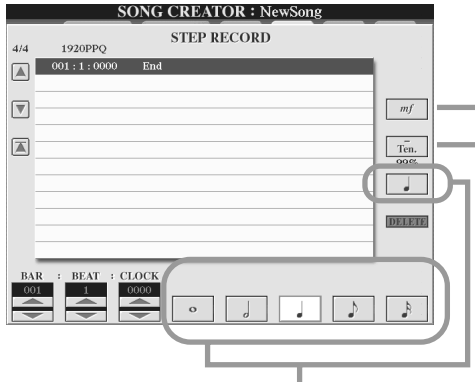 SONG CREATOR : NewSong
STEP RECORD
4/4 1920PPQ
001 : 1 : 0000 End
mf
Ten.
99%
DELETE
BAR : BEAT : CLOCK
001 1 0000